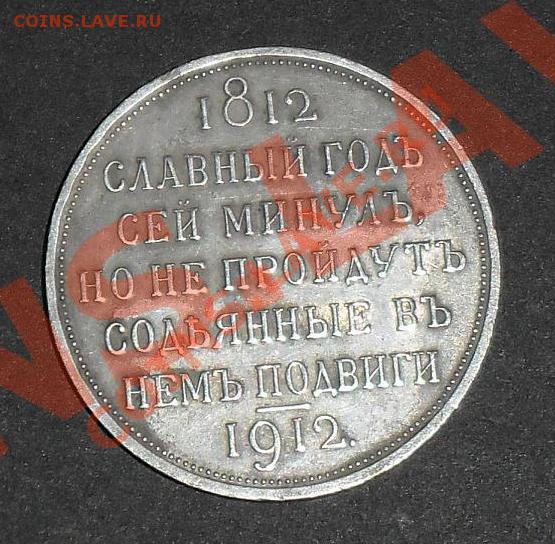 COINS.LAVE.RU
1812
СЛАВНЫЙ ГОДЪ
СЕЙ МИНУЛЪ,
НО НЕ ПРОЙДУТЪ
СОДѢЯННЫЕ ВЪ
НЕМЪ ПОДВИГИ
1912.